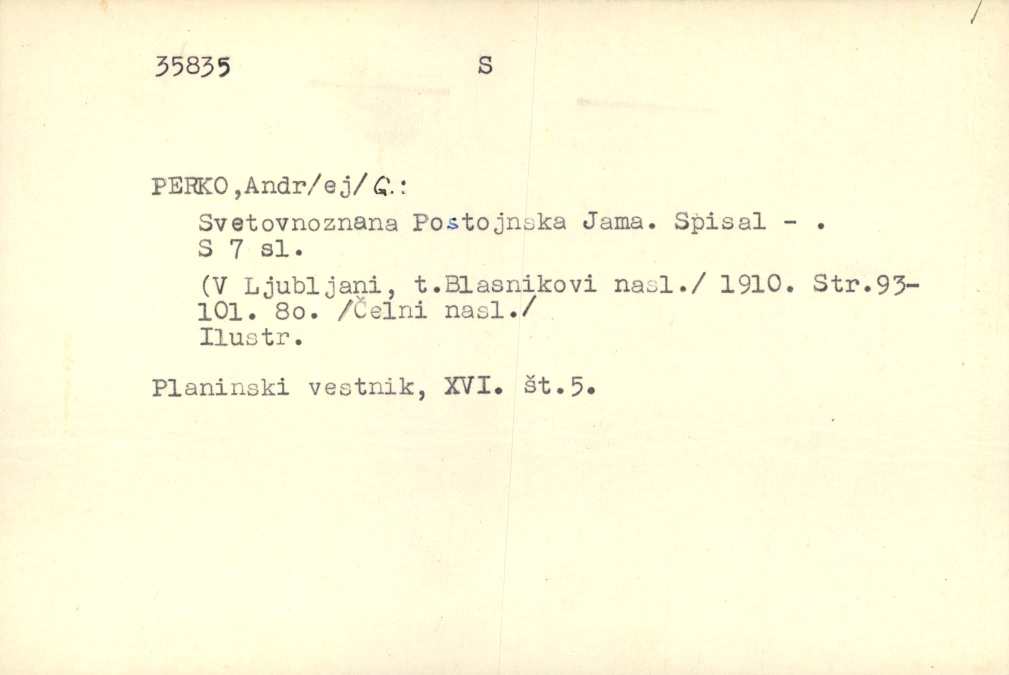 35835 S
PERKO,Andr/ej/G.:
Svetovnoznana Postojnska Jama. Spisal - .
S 7 sl.
(V Ljubljani, t.Blasnikovi nasl./ 1910. Str.93-
101. 8o. /Čelni nasl./
Ilustr.
Planinski vestnik, XVI. št.5.